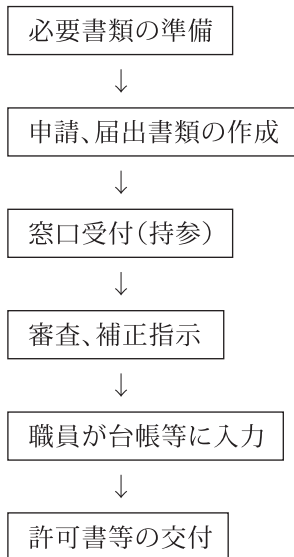 必要書類の準備
↓
申請、届出書類の作成
↓
窓口受付(持参)
↓
審査、補正指示
↓
職員が台帳等に入力
↓
許可書等の交付